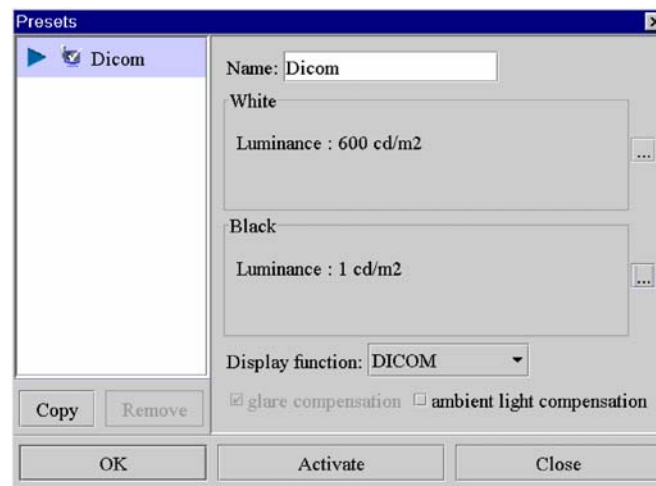 Presets
Dicom
Name: Dicom
White
Luminance : 600 cd/m2
...
Black
Luminance : 1 cd/m2
...
Display function: DICOM
glare compensation ambient light compensation
Copy Remove
OK Activate Close